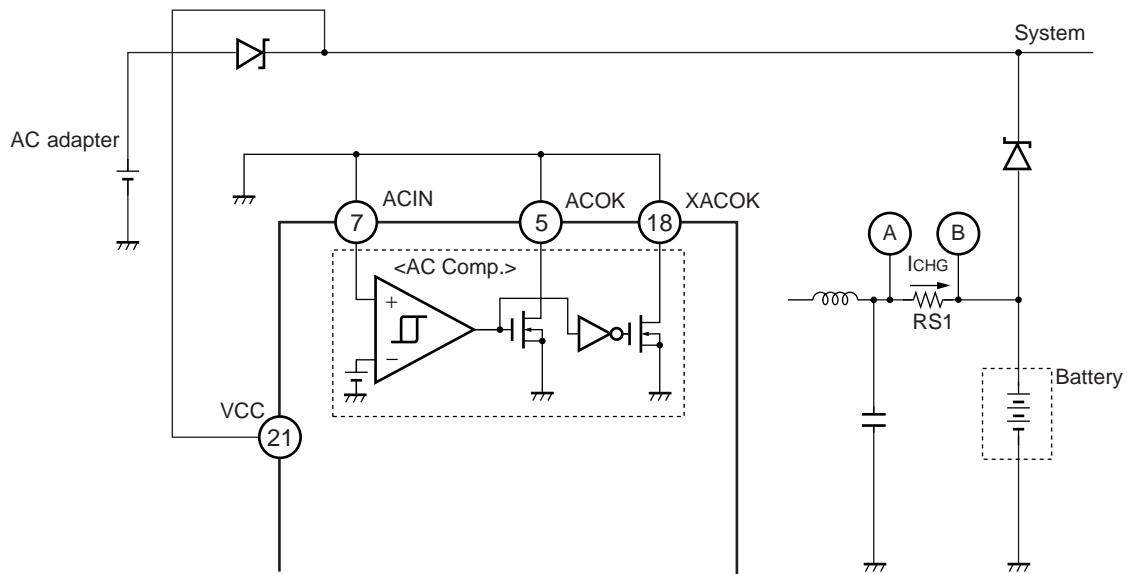 System
AC adapter
ACIN
ACOK
XACOK
7
5
18
A
B
<AC Comp.>
ICHG
+
RS1
−
Battery
VCC
21